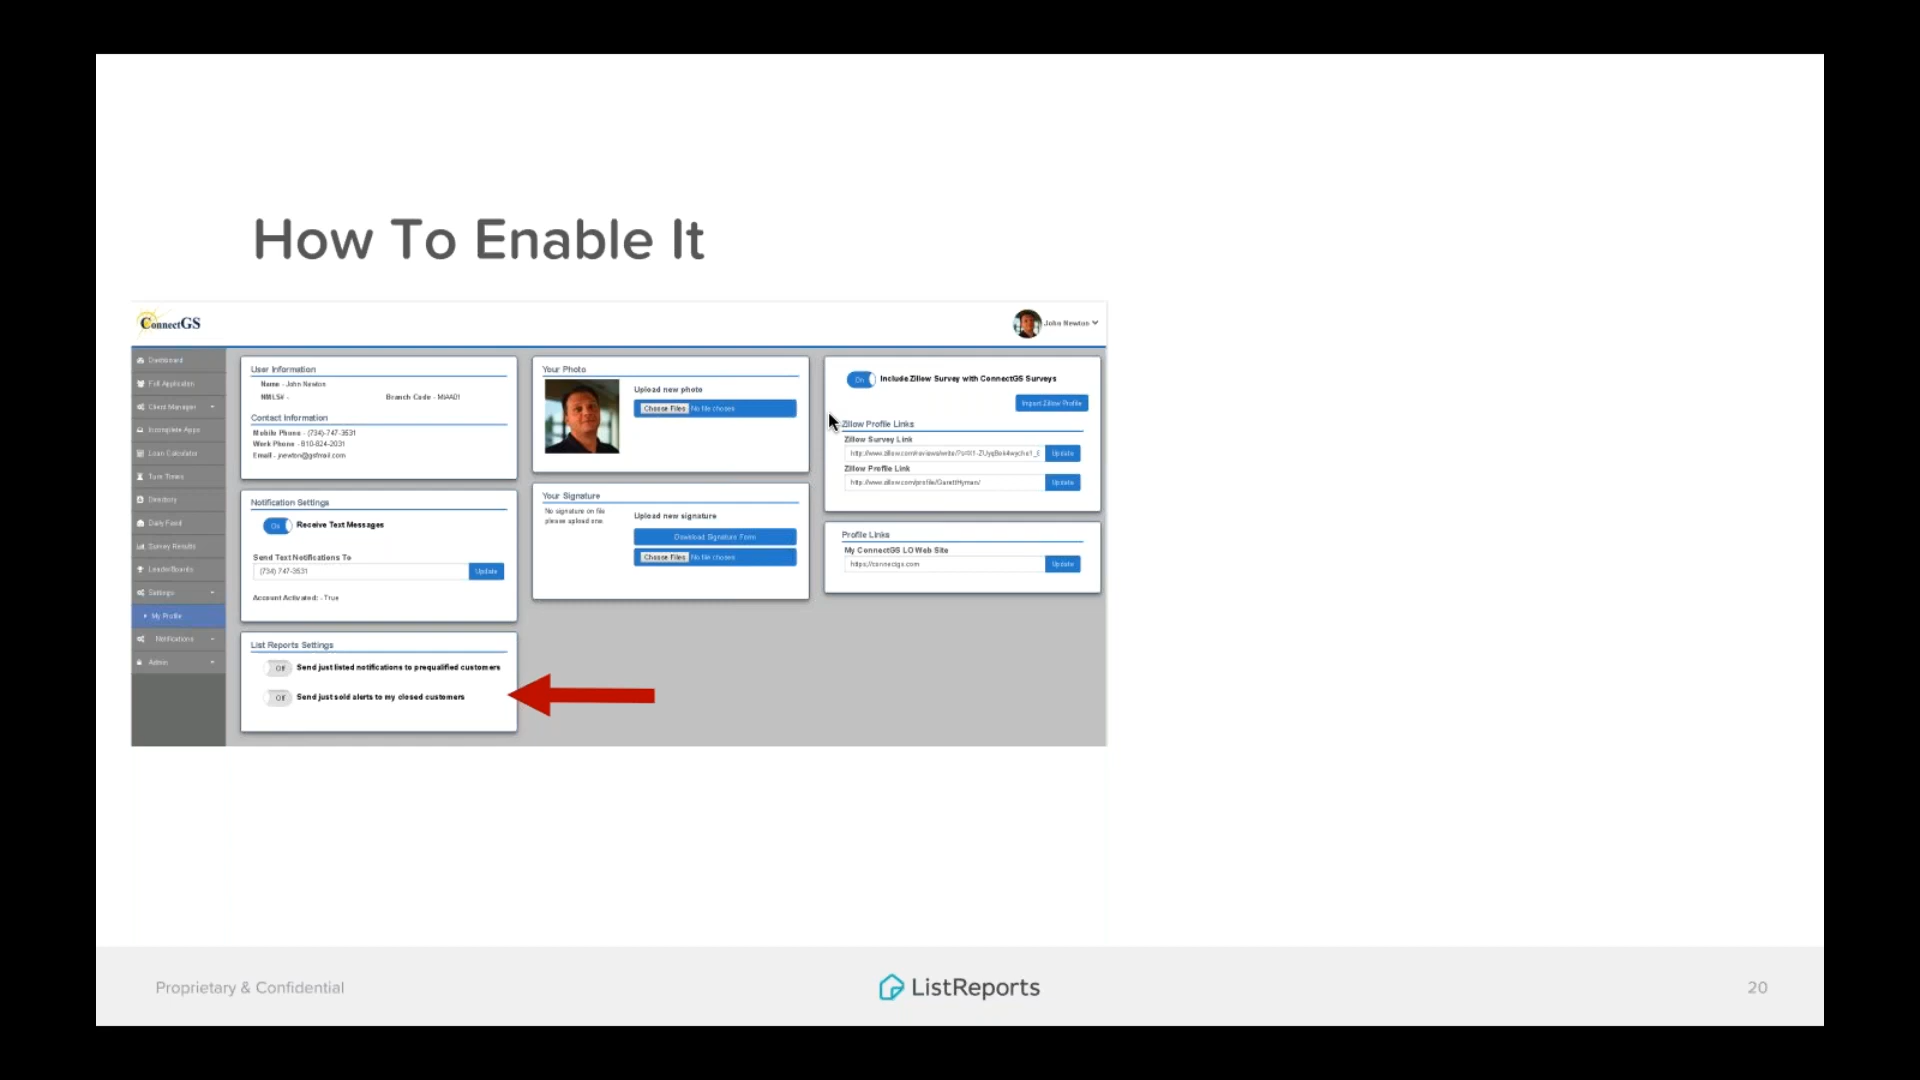 How To Enable It
ConnectGS
John Newton
Dashboard
Full Application
Client Manager
Incomplete Apps
Loan Calculator
Turn Times
Directory
Daily Feed
Survey Results
LeaderBoards
Settings
My Profile
Notifications
Admin
User Information
Name - John Newton
NMLS# - Branch Code - MIAA01
Contact Information
Mobile Phone - (734)-747-3531
Work Phone - 810-824-2031
Email - jnewton@gsfmail.com
Notification Settings
On Receive Text Messages
Send Text Notifications To
(734) 747-3531 Update
Account Activated: - True
List Reports Settings
Off Send just listed notifications to prequalified customers
Off Send just sold alerts to my closed customers
Your Photo
Upload new photo
Choose Files No file chosen
Your Signature
No signature on file
please upload one.
Upload new signature
Download Signature Form
Choose Files No file chosen
On Include Zillow Survey with ConnectGS Surveys
Import Zillow Profile
Zillow Profile Links
Zillow Survey Link
Update
Zillow Profile Link
http://www.zillow.com/profile/GarettHyman/ Update
Profile Links
My ConnectGS LO Web Site
https://connectgs.com Update
Proprietary & Confidential
ListReports
20